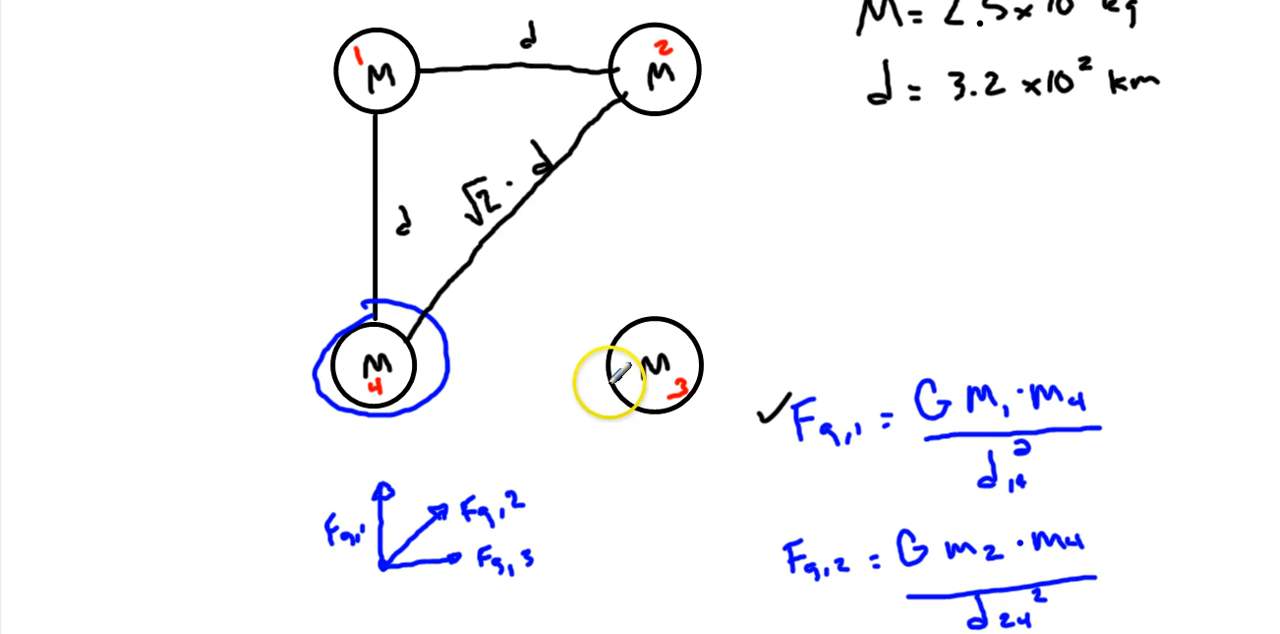 M = 2.5 × 10 kg
d = 3.2 × 10² km
1 M
d
2 M
√2 · d
d
M 4
M 3
Fg,1 = G m₁ · m₄ / d₁₄²
Fg,1
Fg,2
Fg,3
Fg,2 = G m₂ · m₄ / d₂₄²